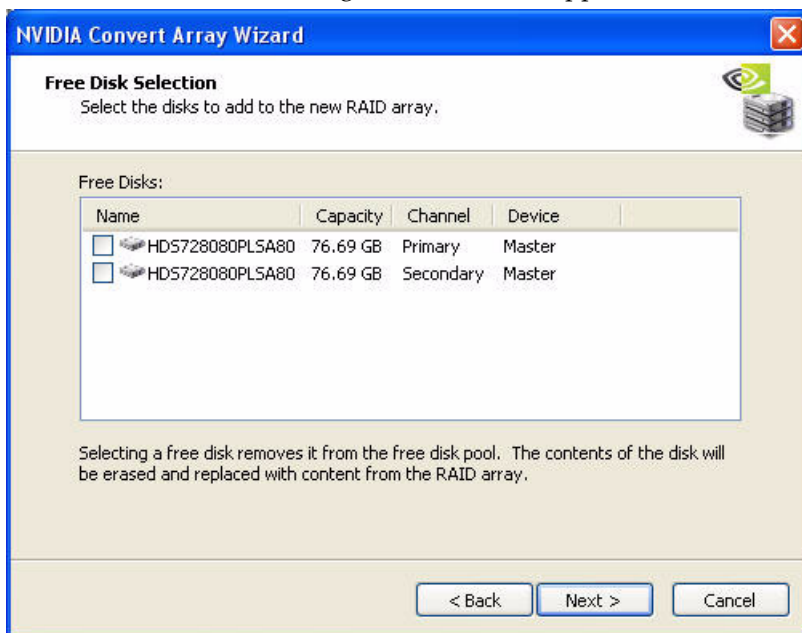 NVIDIA Convert Array Wizard
Free Disk Selection
Select the disks to add to the new RAID array.
Free Disks:
Name Capacity Channel Device
HDS728080PLSA80 76.69 GB Primary Master
HDS728080PLSA80 76.69 GB Secondary Master
Selecting a free disk removes it from the free disk pool. The contents of the disk will
be erased and replaced with content from the RAID array.
< Back Next > Cancel